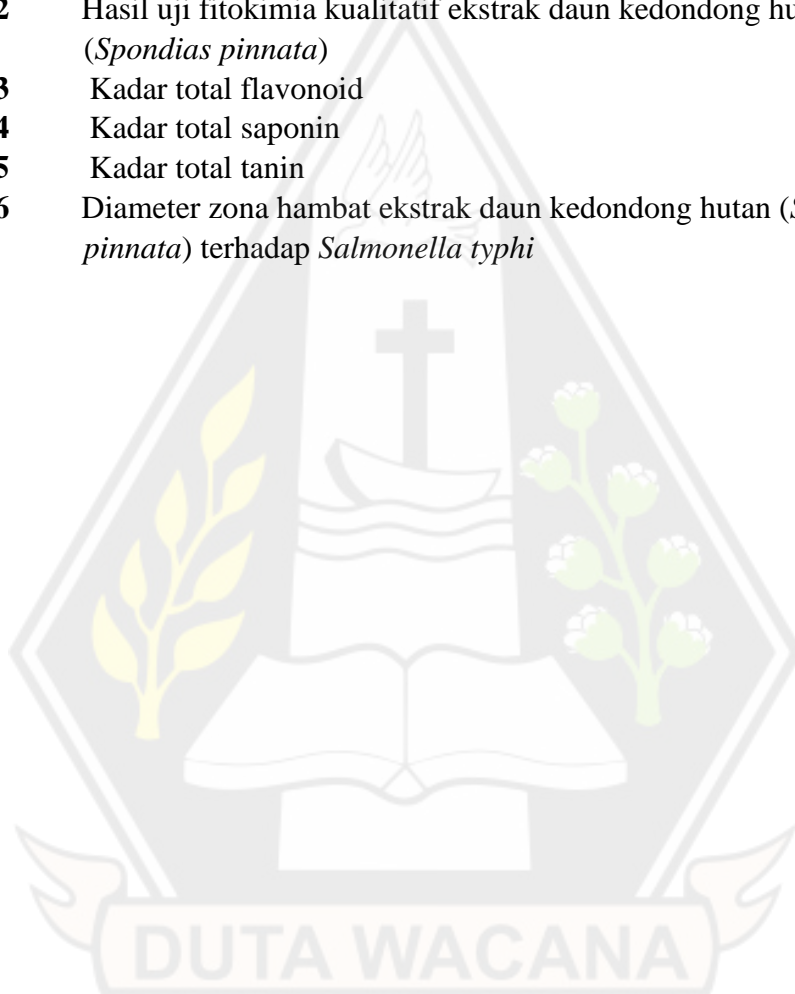 2 Hasil uji fitokimia kualitatif ekstrak daun kedondong
(Spondias pinnata)
3 Kadar total flavonoid
4 Kadar total saponin
5 Kadar total tanin
6 Diameter zona hambat ekstrak daun kedondong hutan (
pinnata) terhadap Salmonella typhi
DUTA WACANA